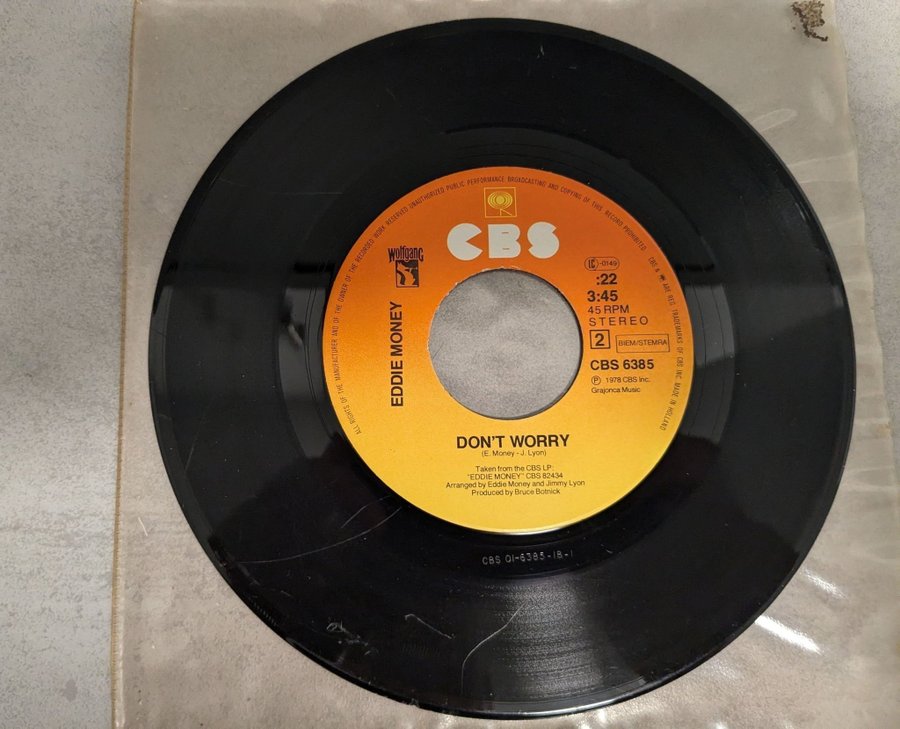 ALL RIGHTS OF THE MANUFACTURER AND OF THE OWNER OF THE RECORDED WORK RESERVED UNAUTHORIZED PUBLIC PERFORMANCE BROADCASTING AND COPYING OF THIS RECORD PROHIBITED
CBS & ARE REG. TRADEMARKS OF CBS INC. MADE IN HOLLAND
CBS
Wolfgang
EDDIE MONEY
LC-0149
:22
3:45
45 RPM
STEREO
2
BIEM/STEMRA
CBS 6385
Ⓟ 1978 CBS Inc.
Grajonca Music
DON'T WORRY
(E. Money - J. Lyon)
Taken from the CBS LP:
"EDDIE MONEY" CBS 82434
Arranged by Eddie Money and Jimmy Lyon
Produced by Bruce Botnick
CBS 01-6385-1B-1